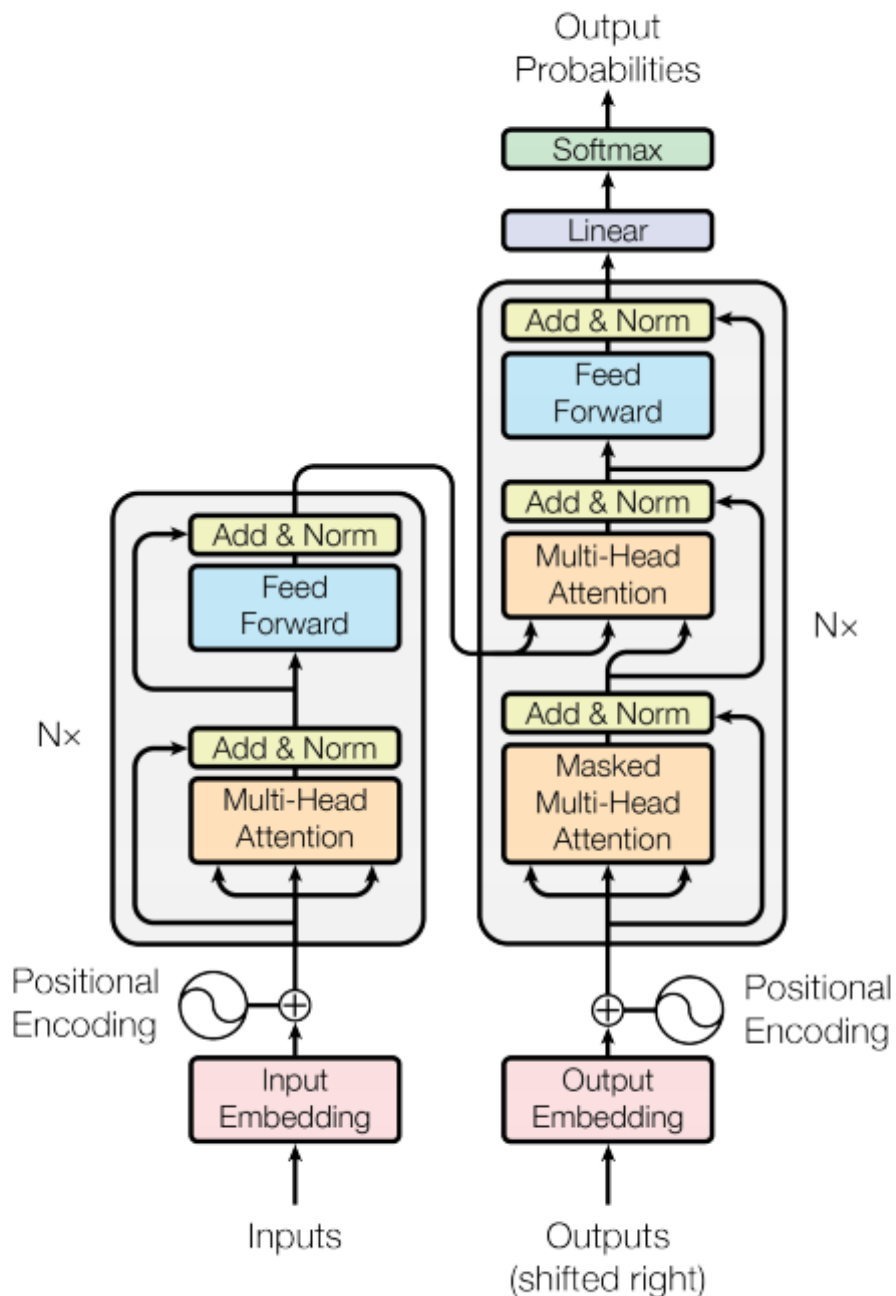 Output
Probabilities
Softmax
Linear
Add & Norm
Feed
Forward
Add & Norm
Multi-Head
Attention
Nx
Add & Norm
Masked
Multi-Head
Attention
Add & Norm
Feed
Forward
Nx
Add & Norm
Multi-Head
Attention
Positional
Encoding
Positional
Encoding
Input
Embedding
Output
Embedding
Inputs
Outputs
(shifted right)